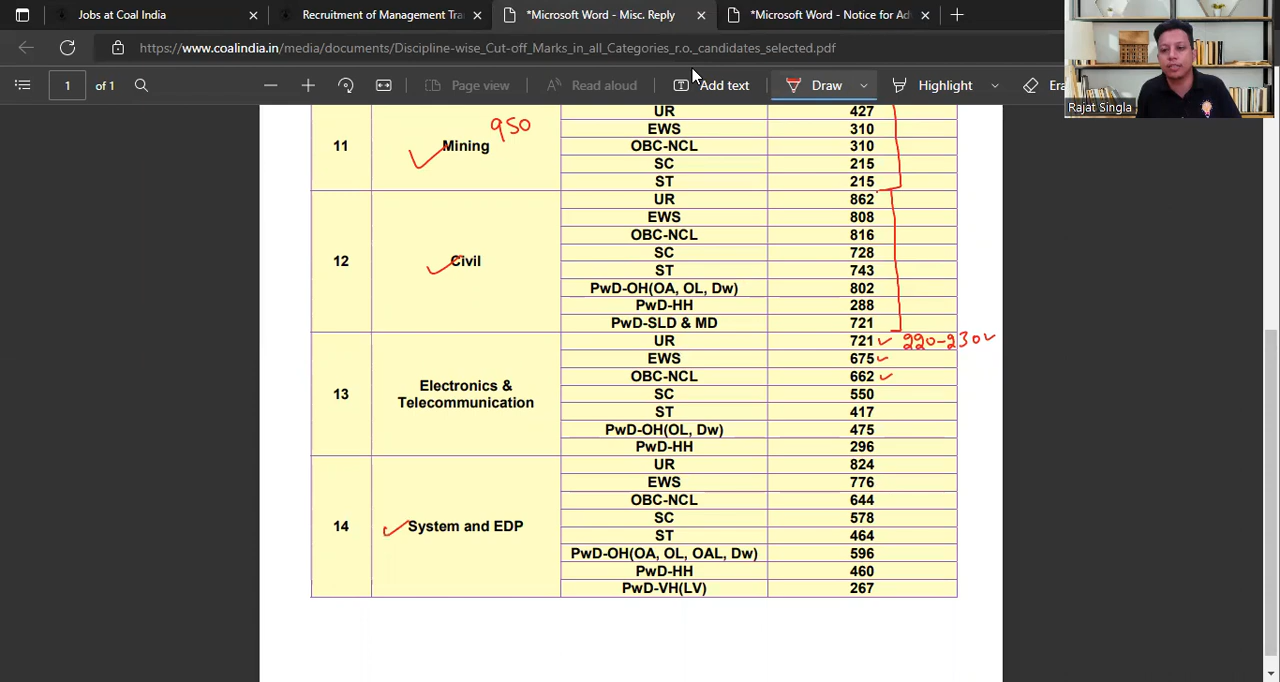 Jobs at Coal India
Recruitment of Management Tra
*Microsoft Word - Misc. Reply
*Microsoft Word - Notice for Ad
https://www.coalindia.in/media/documents/Discipline-wise_Cut-off_Marks_in_all_Categories_r.o._candidates_selected.pdf
1 of 1
Page view
Read aloud
Add text
Draw
Highlight
Era
Rajat Singla
11 Mining 950
UR 427
EWS 310
OBC-NCL 310
SC 215
ST 215
12 Civil
UR 862
EWS 808
OBC-NCL 816
SC 728
ST 743
PwD-OH(OA, OL, Dw) 802
PwD-HH 288
PwD-SLD & MD 721
13 Electronics &
Telecommunication
UR 721 220-230
EWS 675
OBC-NCL 662
SC 550
ST 417
PwD-OH(OL, Dw) 475
PwD-HH 296
14 System and EDP
UR 824
EWS 776
OBC-NCL 644
SC 578
ST 464
PwD-OH(OA, OL, OAL, Dw) 596
PwD-HH 460
PwD-VH(LV) 267